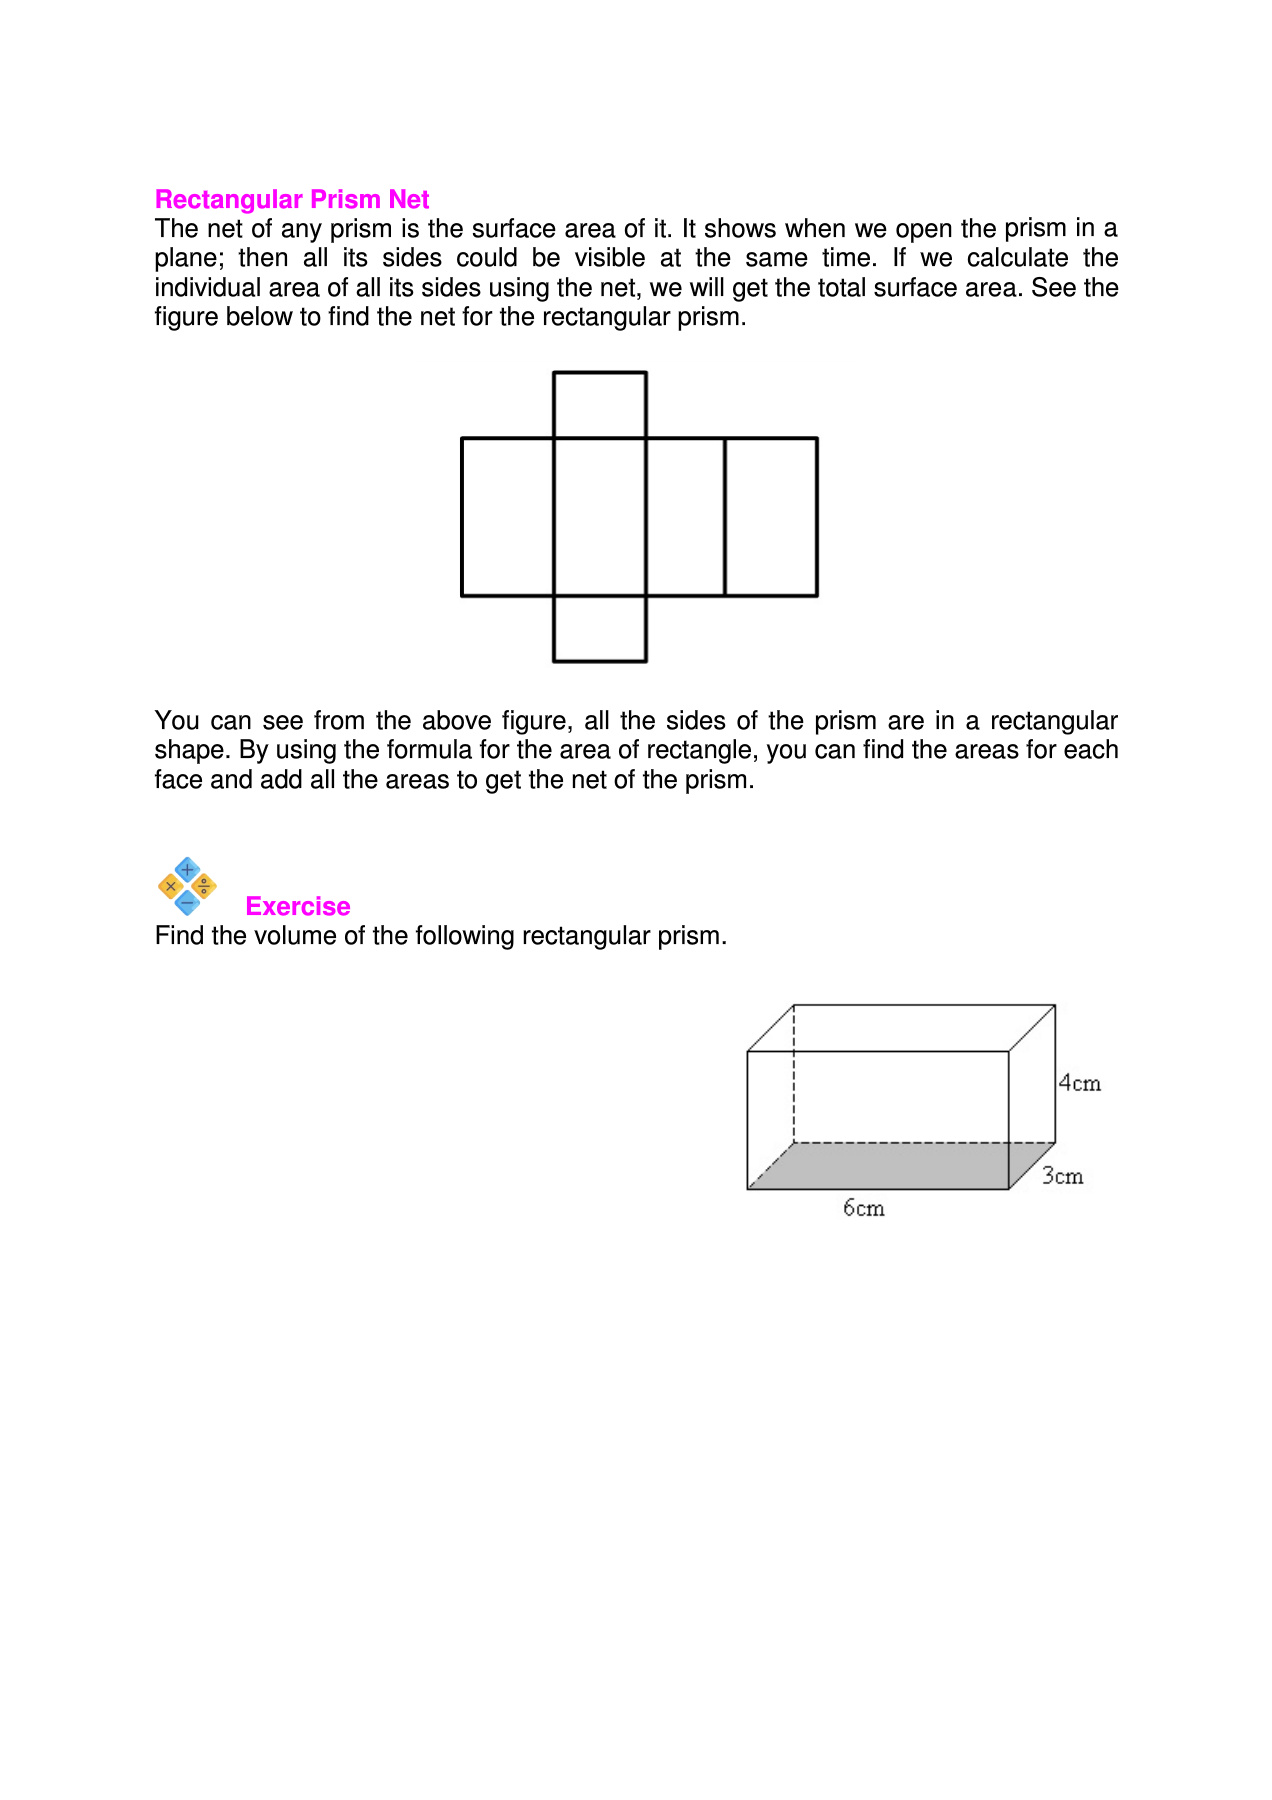 Rectangular Prism Net
The net of any prism is the surface area of it. It shows when we open the prism in a
plane; then all its sides could be visible at the same time. If we calculate the
individual area of all its sides using the net, we will get the total surface area. See the
figure below to find the net for the rectangular prism.
You can see from the above figure, all the sides of the prism are in a rectangular
shape. By using the formula for the area of rectangle, you can find the areas for each
face and add all the areas to get the net of the prism.
+
× ÷
−
Exercise
Find the volume of the following rectangular prism.
4cm
3cm
6cm